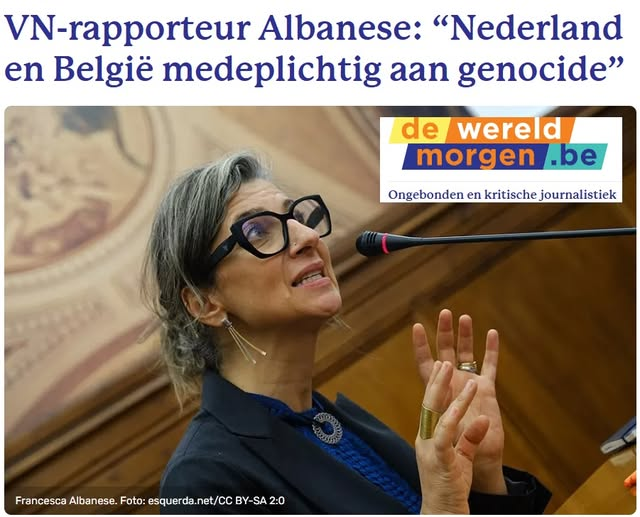 VN-rapporteur Albanese: “Nederland
en België medeplichtig aan genocide”
de wereld
morgen.be
Ongebonden en kritische journalistiek
Francesca Albanese. Foto: esquerda.net/CC BY-SA 2:0